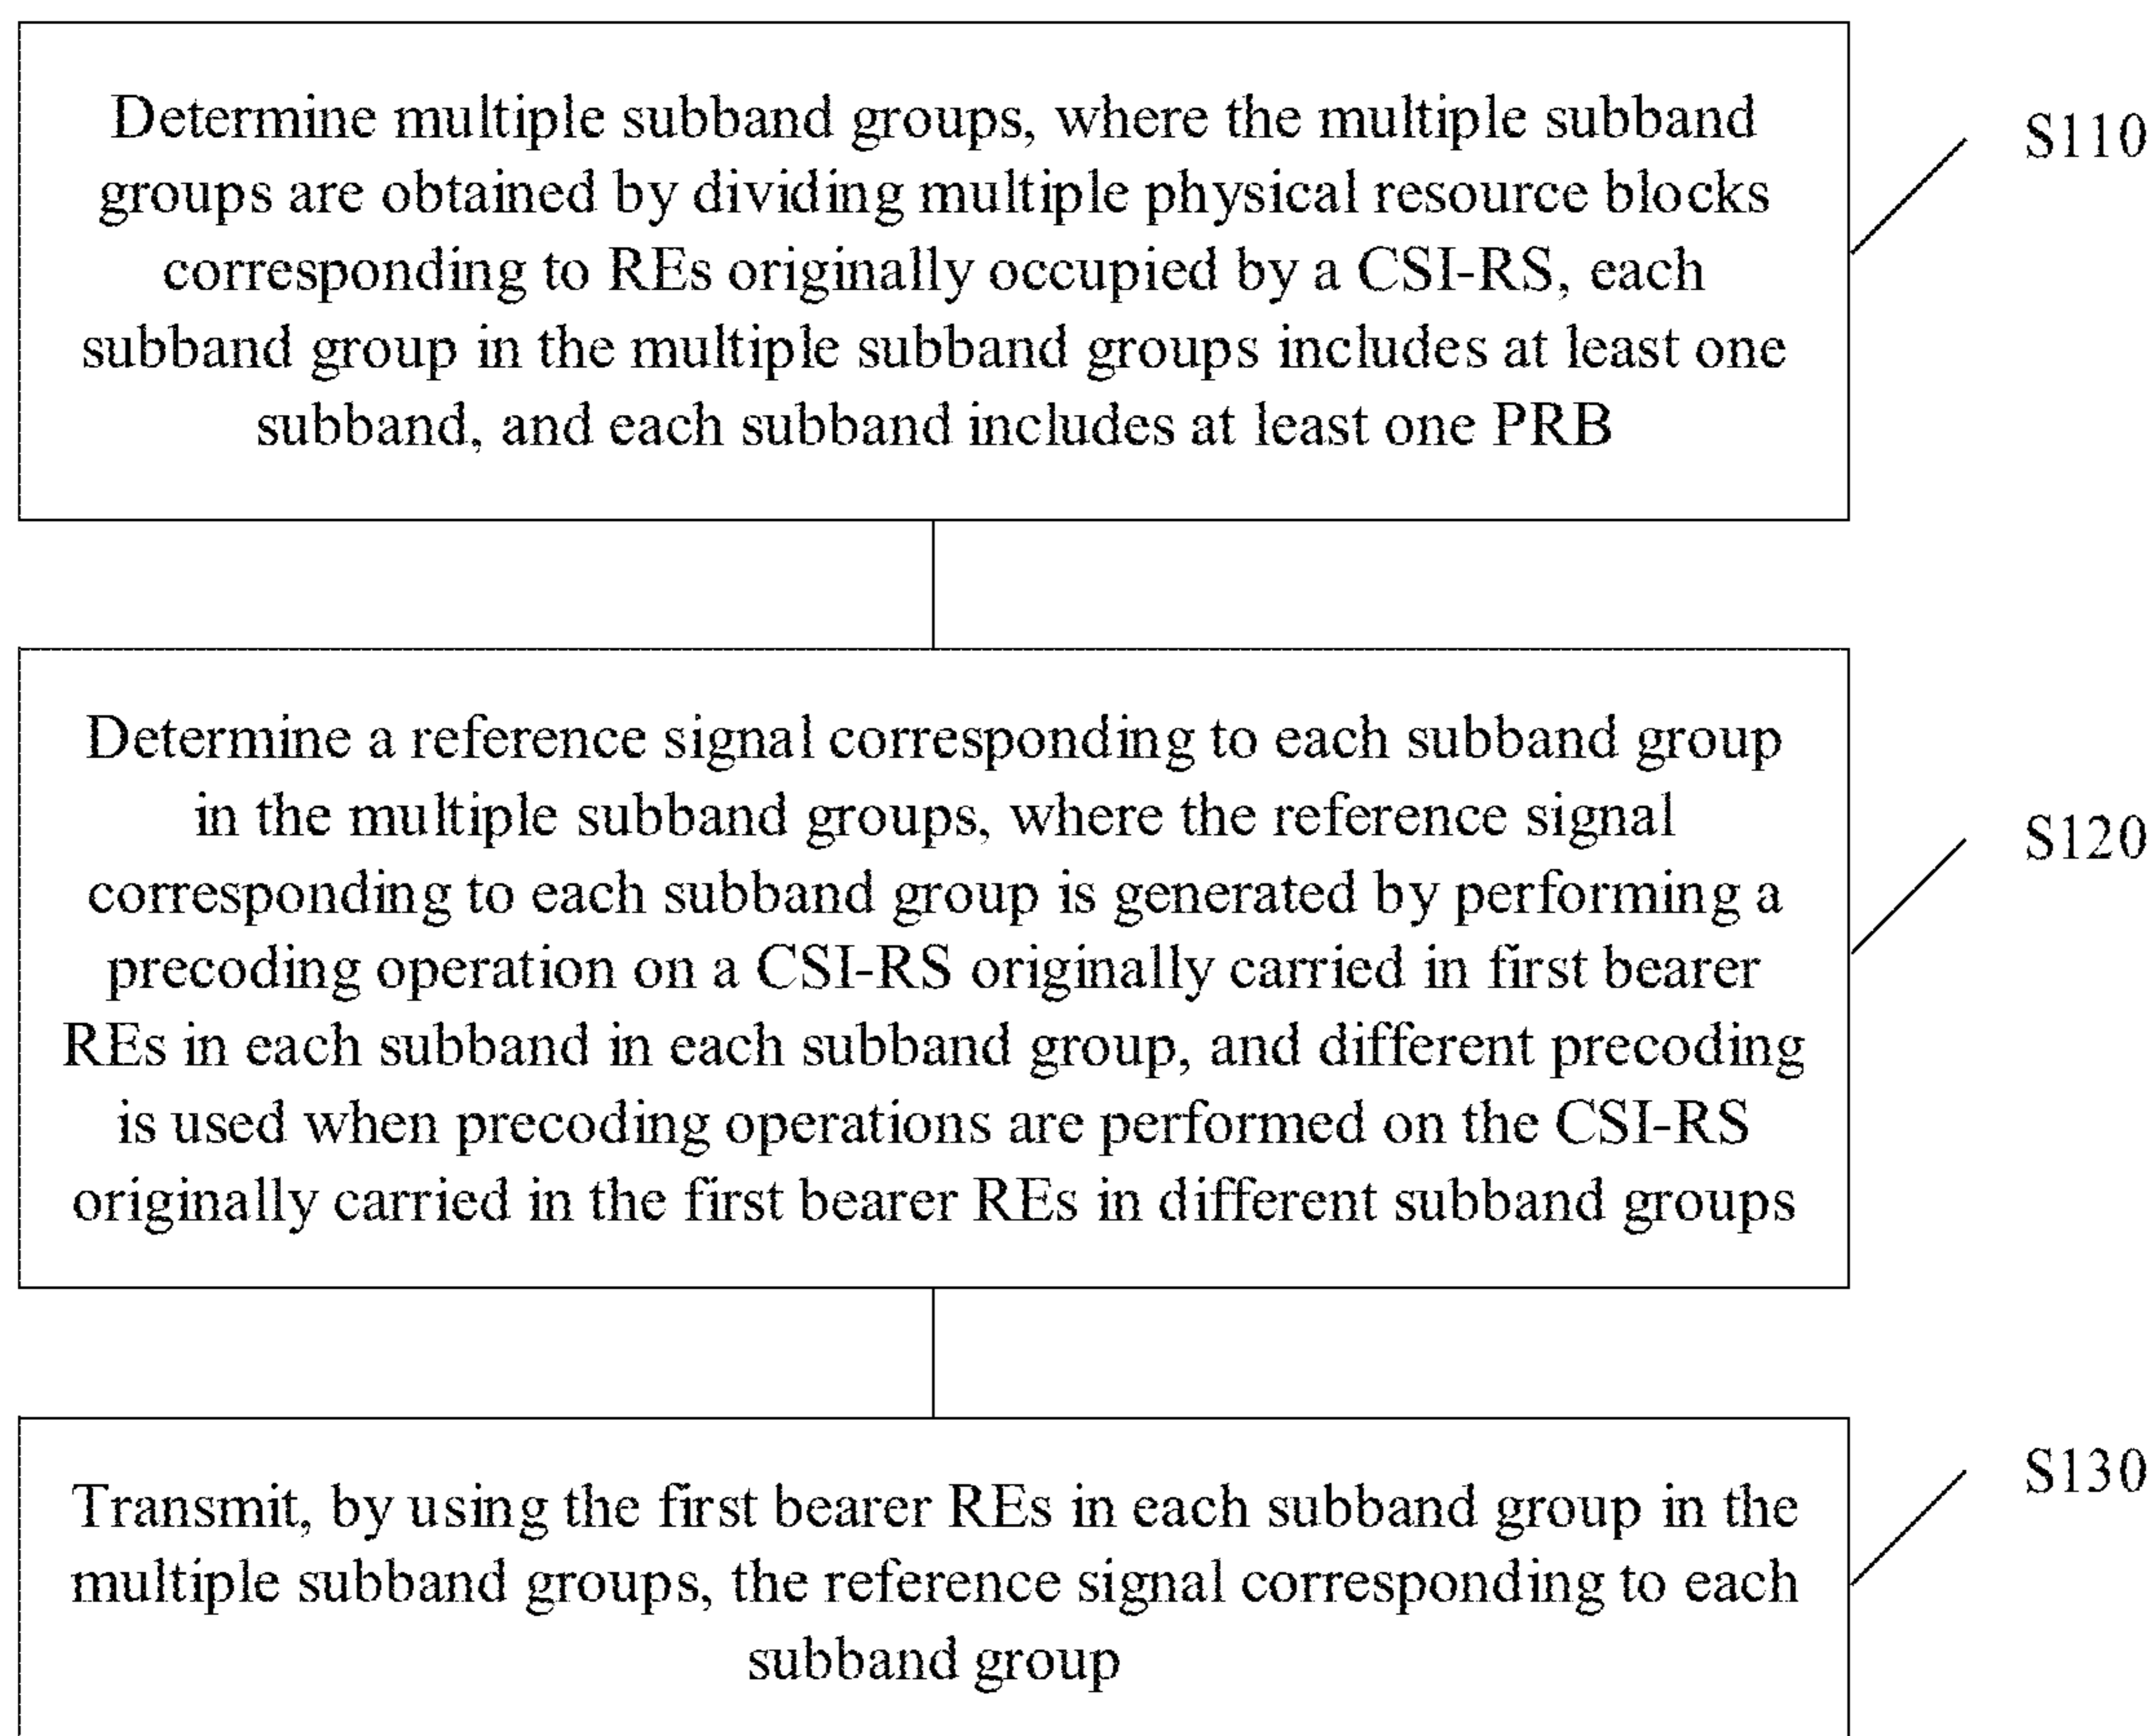 Determine multiple subband groups, where the multiple subband
groups are obtained by dividing multiple physical resource blocks
corresponding to REs originally occupied by a CSI-RS, each
subband group in the multiple subband groups includes at least one
subband, and each subband includes at least one PRB
S110
Determine a reference signal corresponding to each subband group
in the multiple subband groups, where the reference signal
corresponding to each subband group is generated by performing a
precoding operation on a CSI-RS originally carried in first bearer
REs in each subband in each subband group, and different precoding
is used when precoding operations are performed on the CSI-RS
originally carried in the first bearer REs in different subband groups
S120
Transmit, by using the first bearer REs in each subband group in the
multiple subband groups, the reference signal corresponding to each
subband group
S130